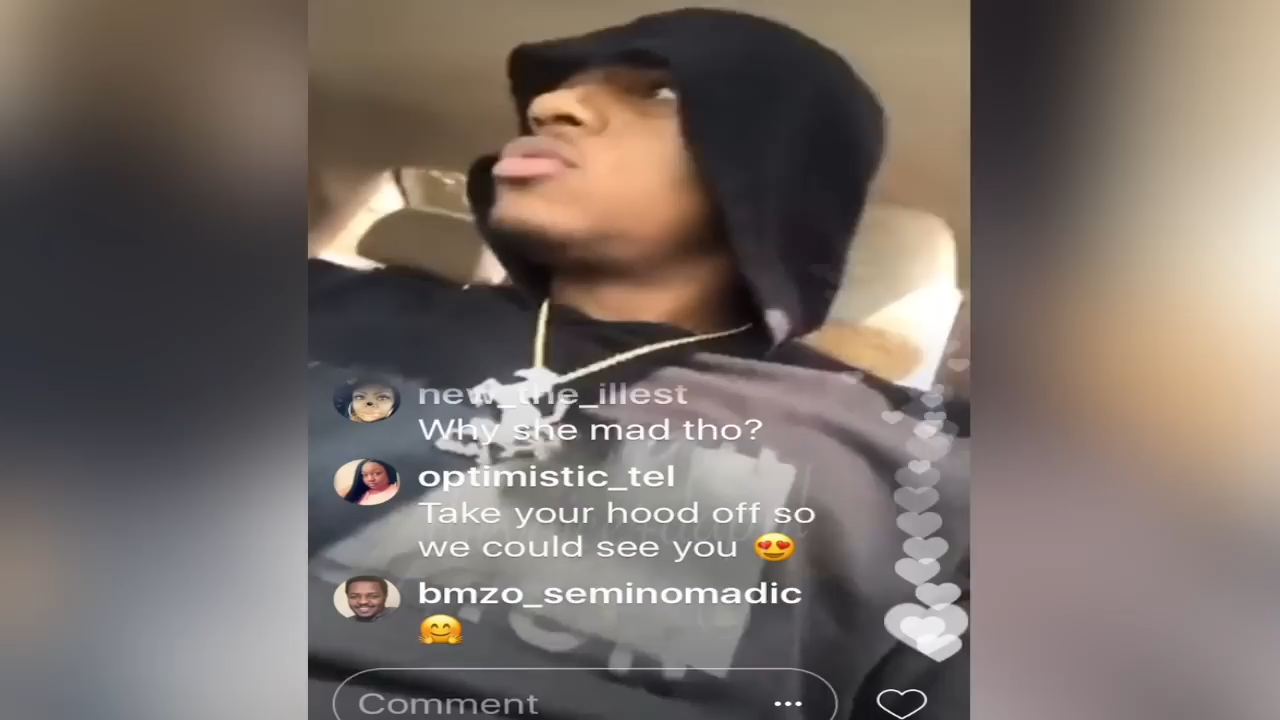 new_the_illest
Why she mad tho?
optimistic_tel
Take your hood off so
we could see you 😍
bmzo_seminomadic
🤗
Comment